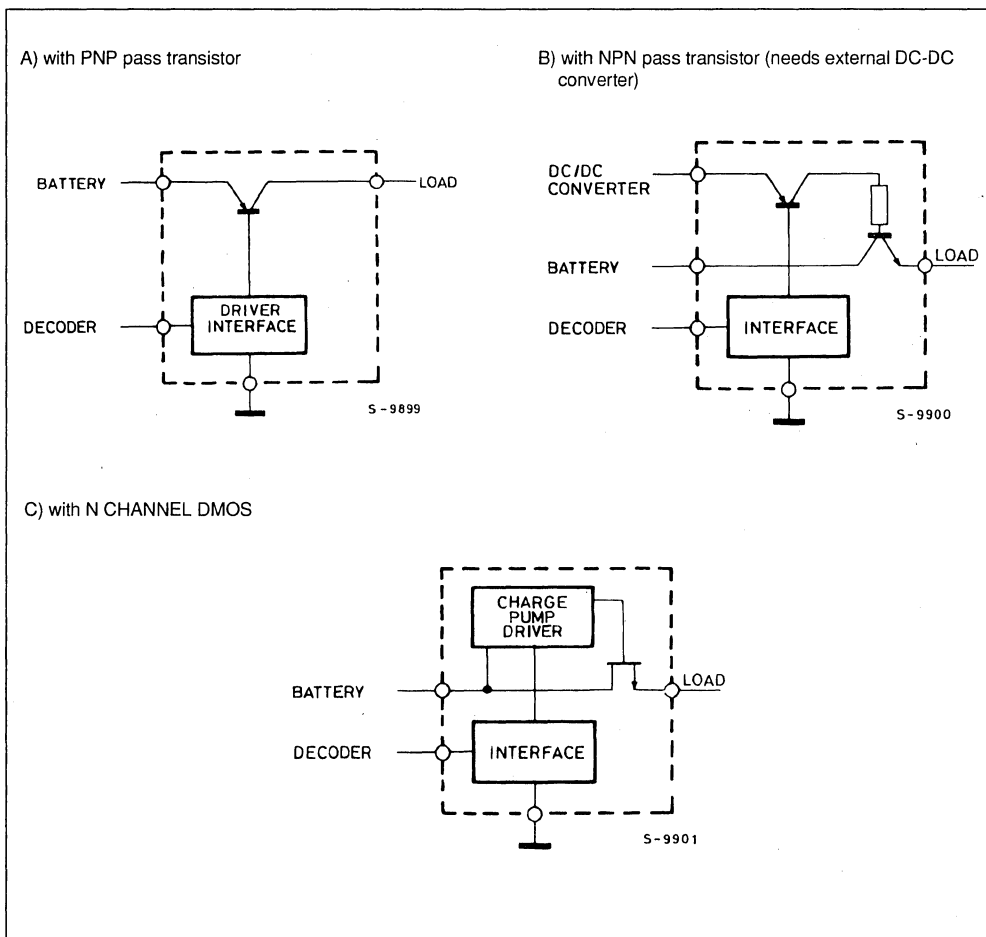 A) with PNP pass transistor
BATTERY
LOAD
DRIVER
INTERFACE
DECODER
S-9899
B) with NPN pass transistor (needs external DC-DC
converter)
DC/DC
CONVERTER
BATTERY
LOAD
DECODER
INTERFACE
S-9900
C) with N CHANNEL DMOS
CHARGE
PUMP
DRIVER
BATTERY
LOAD
DECODER
INTERFACE
S-9901